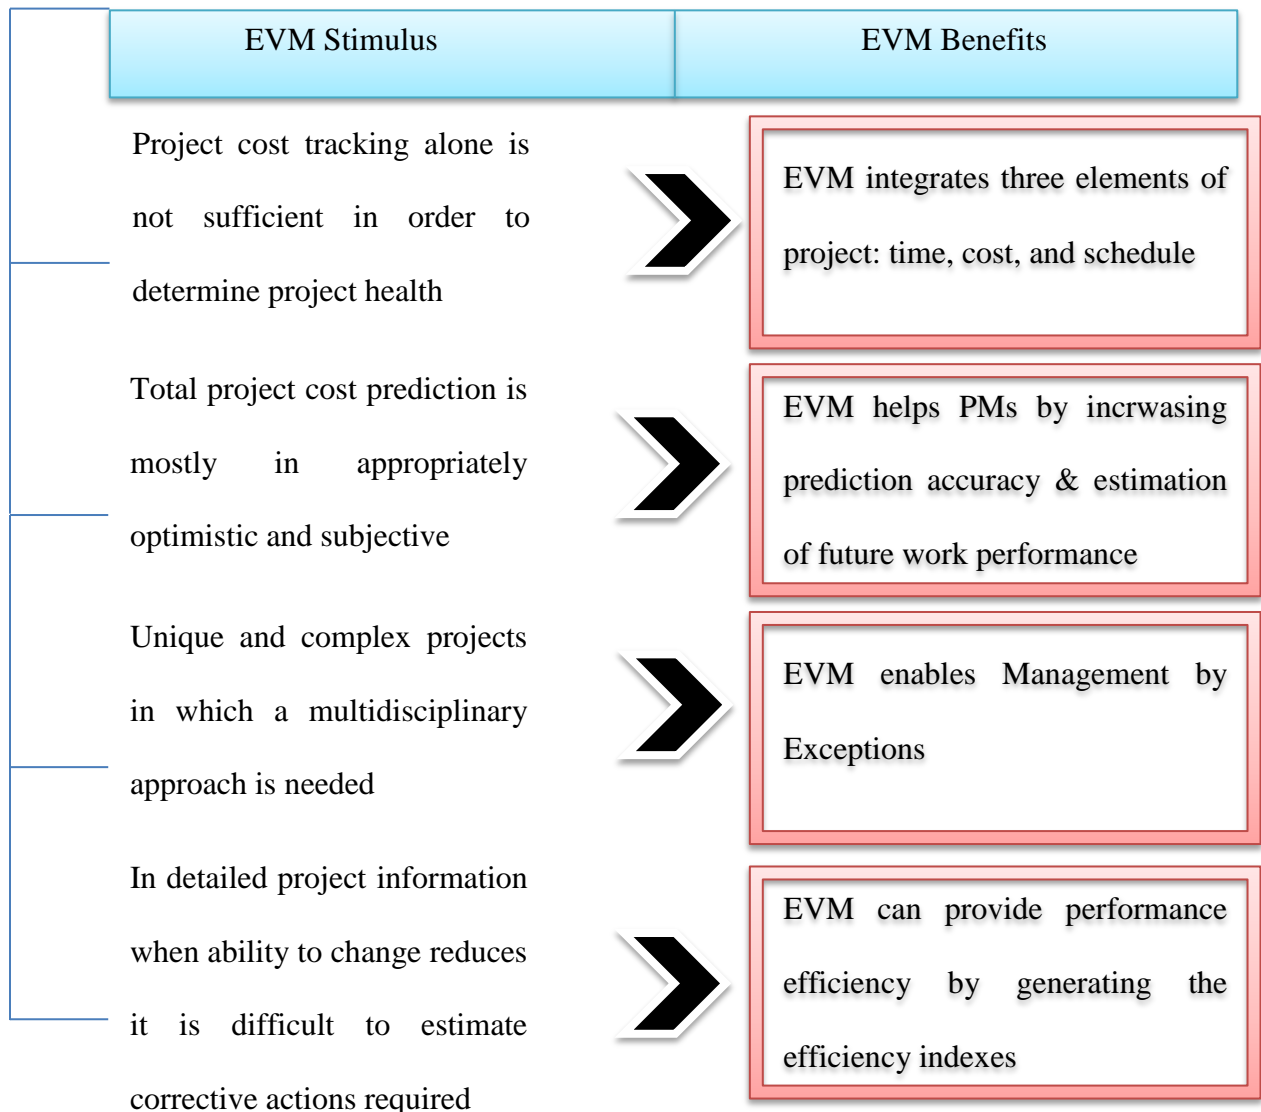 EVM Stimulus
EVM Benefits
Project cost tracking alone is
not sufficient in order to
determine project health
EVM integrates three elements of
project: time, cost, and schedule
Total project cost prediction is
mostly in appropriately
optimistic and subjective
EVM helps PMs by incrwasing
prediction accuracy & estimation
of future work performance
Unique and complex projects
in which a multidisciplinary
approach is needed
EVM enables Management by
Exceptions
In detailed project information
when ability to change reduces
it is difficult to estimate
corrective actions required
EVM can provide performance
efficiency by generating the
efficiency indexes